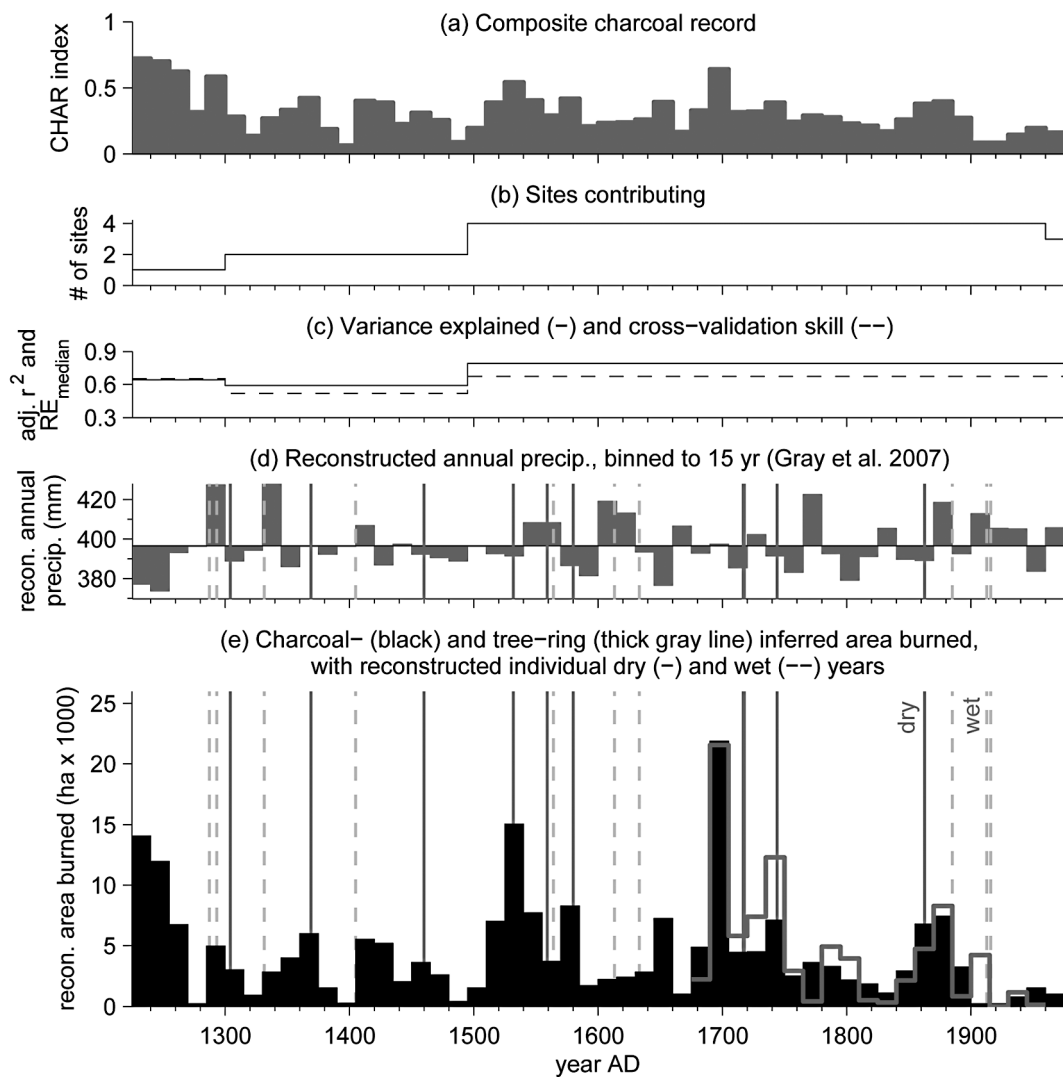 (a) Composite charcoal record
CHAR index
1
0.5
0
(b) Sites contributing
# of sites
4
2
0
(c) Variance explained (−) and cross−validation skill (−−)
adj. r 2 and
RE median
0.9
0.6
0.3
(d) Reconstructed annual precip., binned to 15 yr (Gray et al. 2007)
recon. annual
precip. (mm)
420
400
380
(e) Charcoal− (black) and tree−ring (thick gray line) inferred area burned,
with reconstructed individual dry (−) and wet (−−) years
recon. area burned (ha x 1000)
25
20
15
10
5
0
dry
wet
1300 1400 1500 1600 1700 1800 1900
year AD